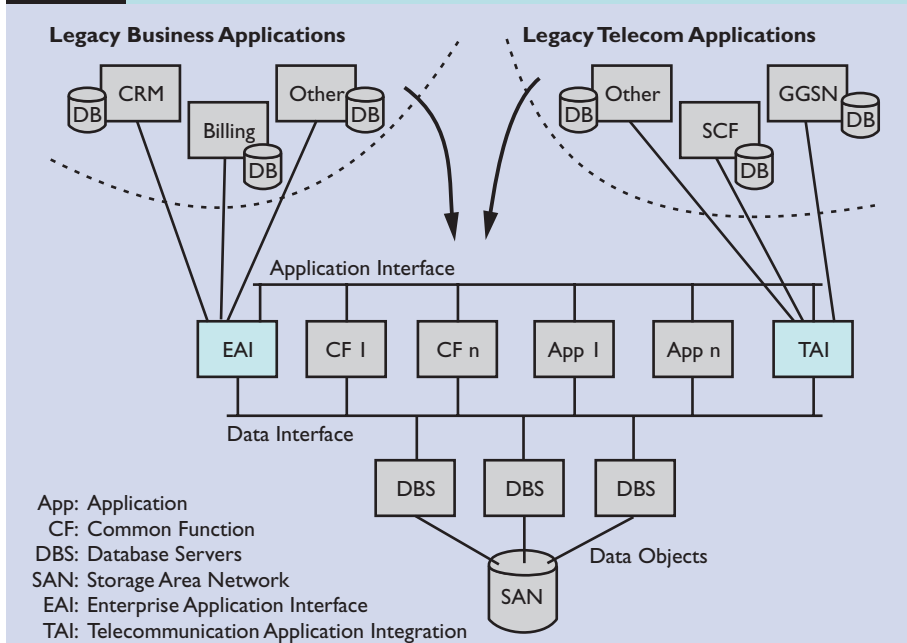 Legacy Business Applications
Legacy Telecom Applications
CRM
DB
Billing
DB
Other
DB
Other
DB
SCF
DB
GGSN
DB
Application Interface
EAI
CF 1
CF n
App 1
App n
TAI
Data Interface
DBS
DBS
DBS
Data Objects
SAN
App: Application
CF: Common Function
DBS: Database Servers
SAN: Storage Area Network
EAI: Enterprise Application Interface
TAI: Telecommunication Application Integration